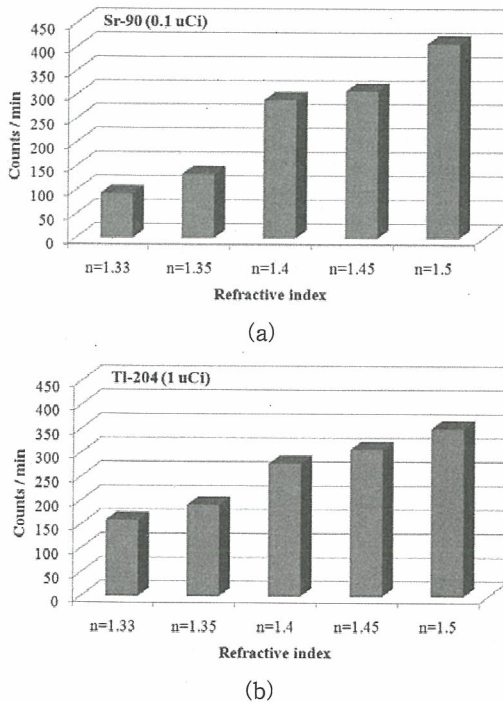 Sr-90 (0.1 uCi)
450
400
350
300
250
200
150
100
50
0
Counts / min
n=1.33 n=1.35 n=1.4 n=1.45 n=1.5
Refractive index
(a)
Tl-204 (1 uCi)
450
400
350
300
250
200
150
100
50
0
Counts / min
n=1.33 n=1.35 n=1.4 n=1.45 n=1.5
Refractive index
(b)